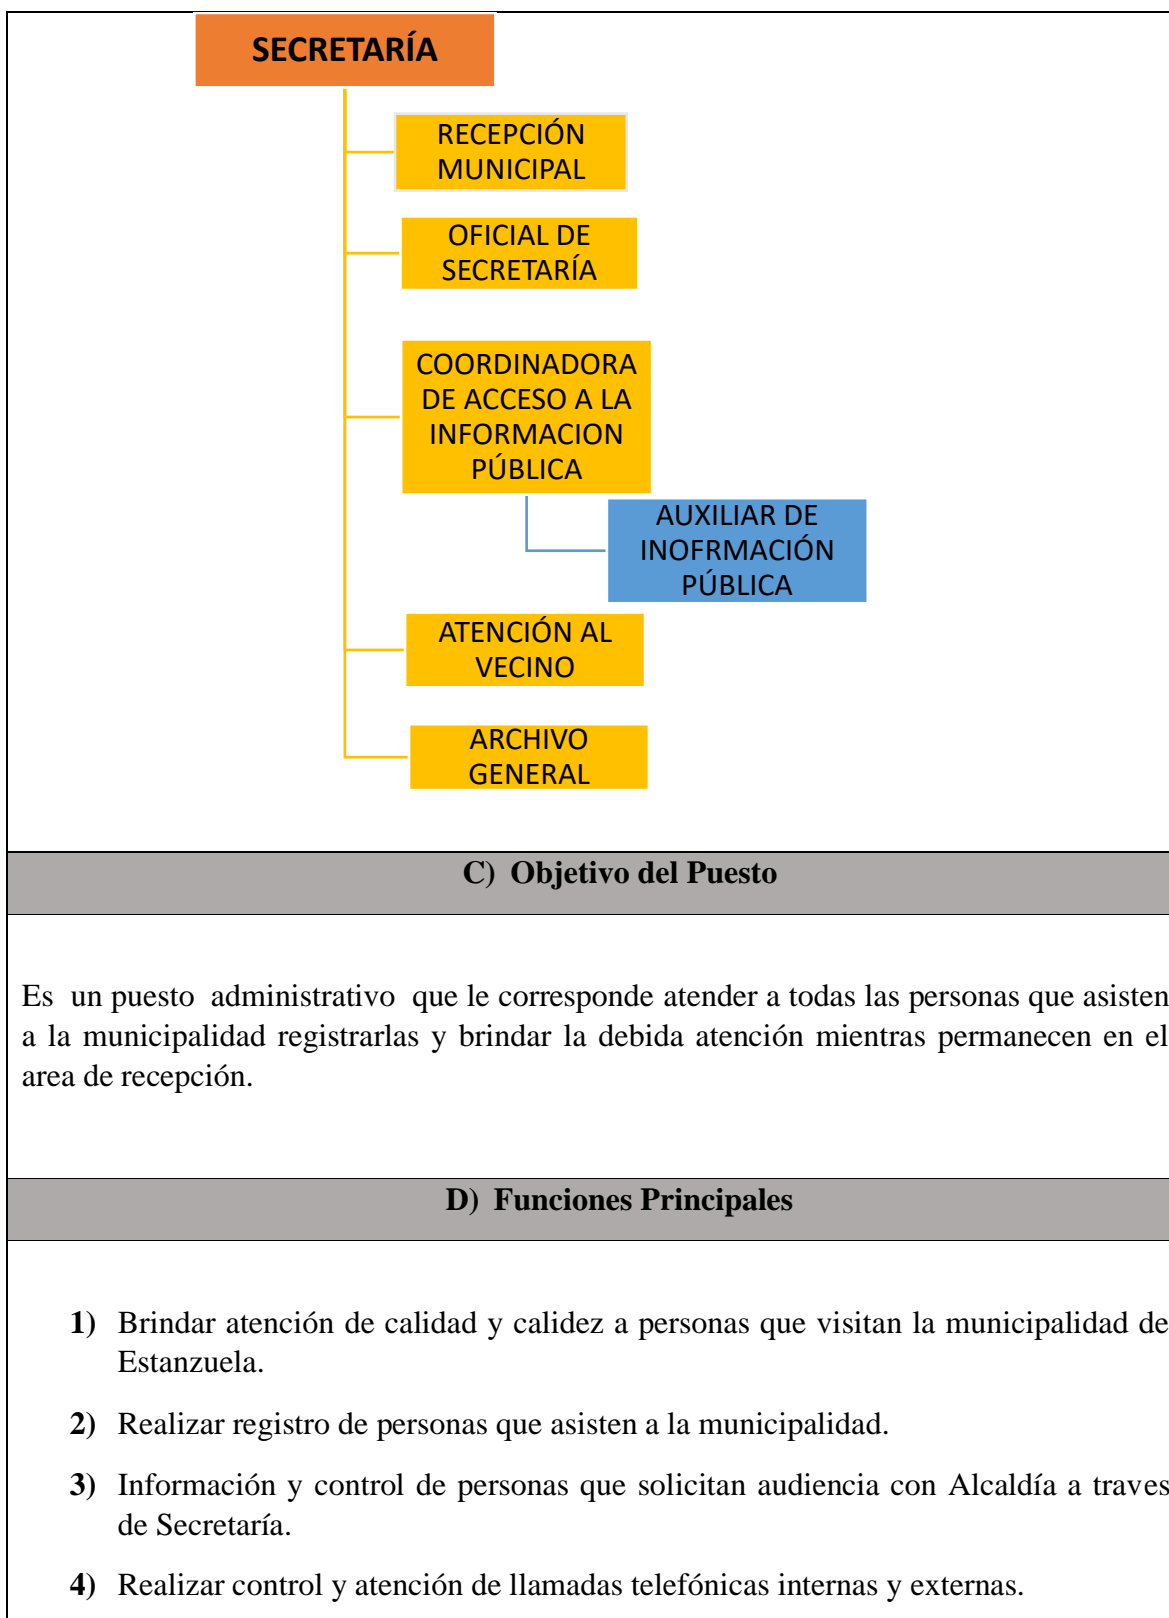 SECRETARÍA
RECEPCIÓN
MUNICIPAL
OFICIAL DE
SECRETARÍA
COORDINADORA
DE ACCESO A LA
INFORMACION
PÚBLICA
AUXILIAR DE
INOFRMACIÓN
PÚBLICA
ATENCIÓN AL
VECINO
ARCHIVO
GENERAL
C) Objetivo del Puesto
Es un puesto administrativo que le corresponde atender a todas las personas que asisten
a la municipalidad registrarlas y brindar la debida atención mientras permanecen en el
area de recepción.
D) Funciones Principales
1) Brindar atención de calidad y calidez a personas que visitan la municipalidad de
Estanzuela.
2) Realizar registro de personas que asisten a la municipalidad.
3) Información y control de personas que solicitan audiencia con Alcaldía a traves
de Secretaría.
4) Realizar control y atención de llamadas telefónicas internas y externas.